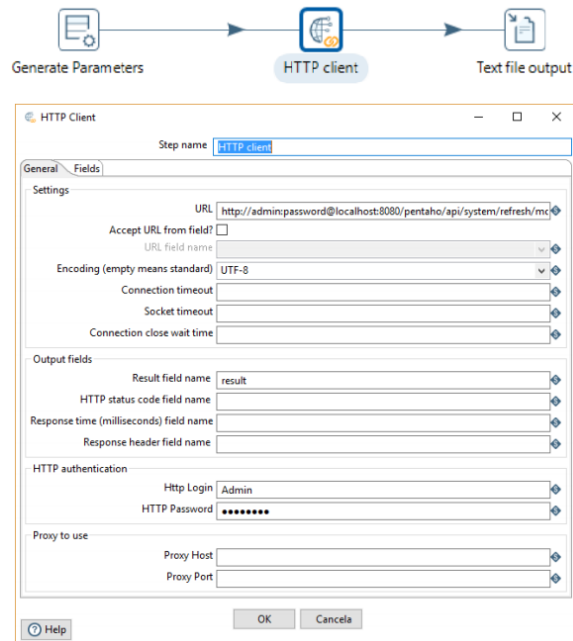 Generate Parameters
HTTP client
Text file output
HTTP Client
Step name HTTP client
General Fields
Settings
URL http://admin:password@localhost:8080/pentaho/api/system/refresh/mo
Accept URL from field?
URL field name
Encoding (empty means standard) UTF-8
Connection timeout
Socket timeout
Connection close wait time
Output fields
Result field name result
HTTP status code field name
Response time (milliseconds) field name
Response header field name
HTTP authentication
Http Login Admin
HTTP Password ●●●●●●●●
Proxy to use
Proxy Host
Proxy Port
OK Cancela
? Help